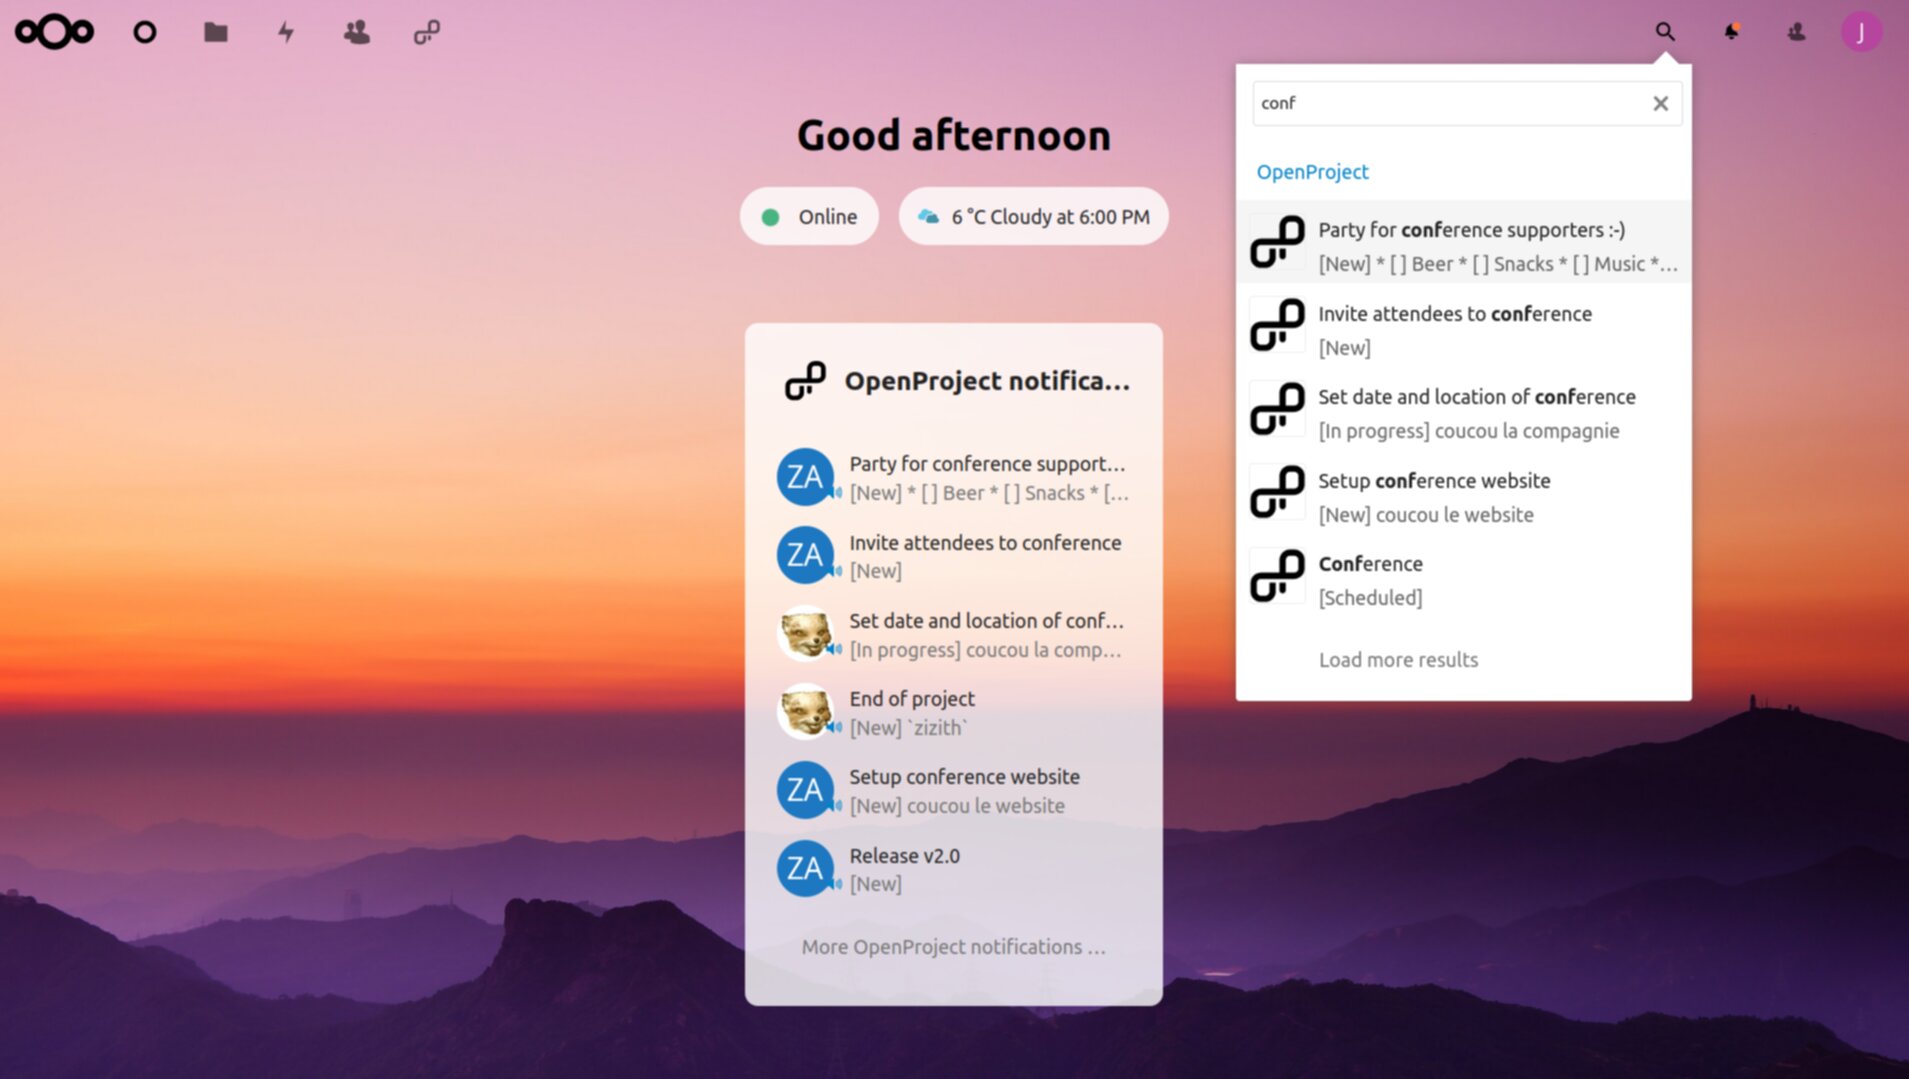 J
conf
Good afternoon
OpenProject
Online
6 °C Cloudy at 6:00 PM
Party for conference supporters :-)
[New] * [ ] Beer * [ ] Snacks * [ ] Music *…
Invite attendees to conference
[New]
Set date and location of conference
[In progress] coucou la compagnie
Setup conference website
[New] coucou le website
Conference
[Scheduled]
Load more results
OpenProject notifica…
ZA
Party for conference support…
[New] * [ ] Beer * [ ] Snacks * [ …
ZA
Invite attendees to conference
[New]
Set date and location of conf…
[In progress] coucou la comp…
End of project
[New] `zizith`
ZA
Setup conference website
[New] coucou le website
ZA
Release v2.0
[New]
More OpenProject notifications …